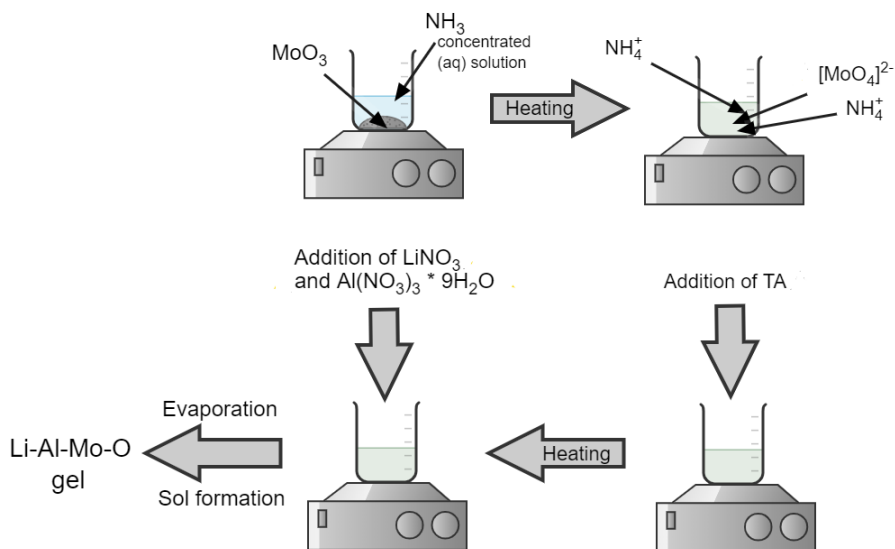 MoO₃
NH₃
concentrated
(aq) solution
Heating
NH₄⁺
[MoO₄]²⁻
NH₄⁺
Addition of LiNO₃
and Al(NO₃)₃ * 9H₂O
Addition of TA
Heating
Evaporation
Sol formation
Li-Al-Mo-O
gel